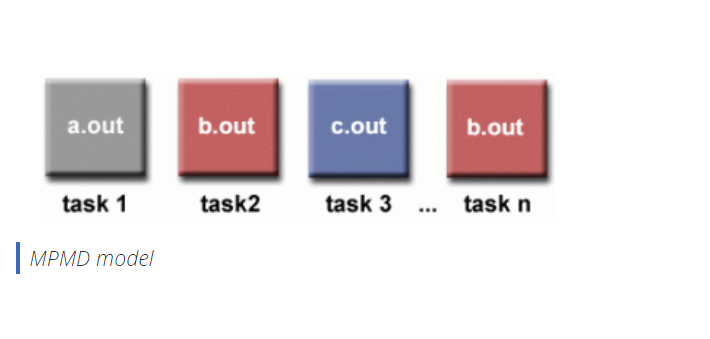 a.out b.out c.out b.out
task 1 task2 task 3 ... task n
MPMD model